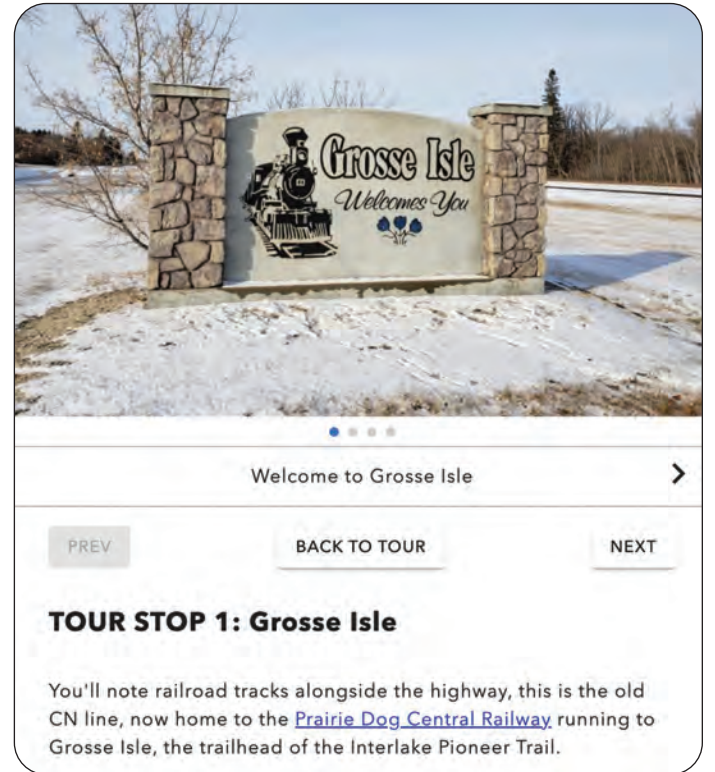 Grosse Isle
Welcomes You
Welcome to Grosse Isle
PREV
BACK TO TOUR
NEXT
TOUR STOP 1: Grosse Isle
You'll note railroad tracks alongside the highway, this is the old
CN line, now home to the Prairie Dog Central Railway running to
Grosse Isle, the trailhead of the Interlake Pioneer Trail.